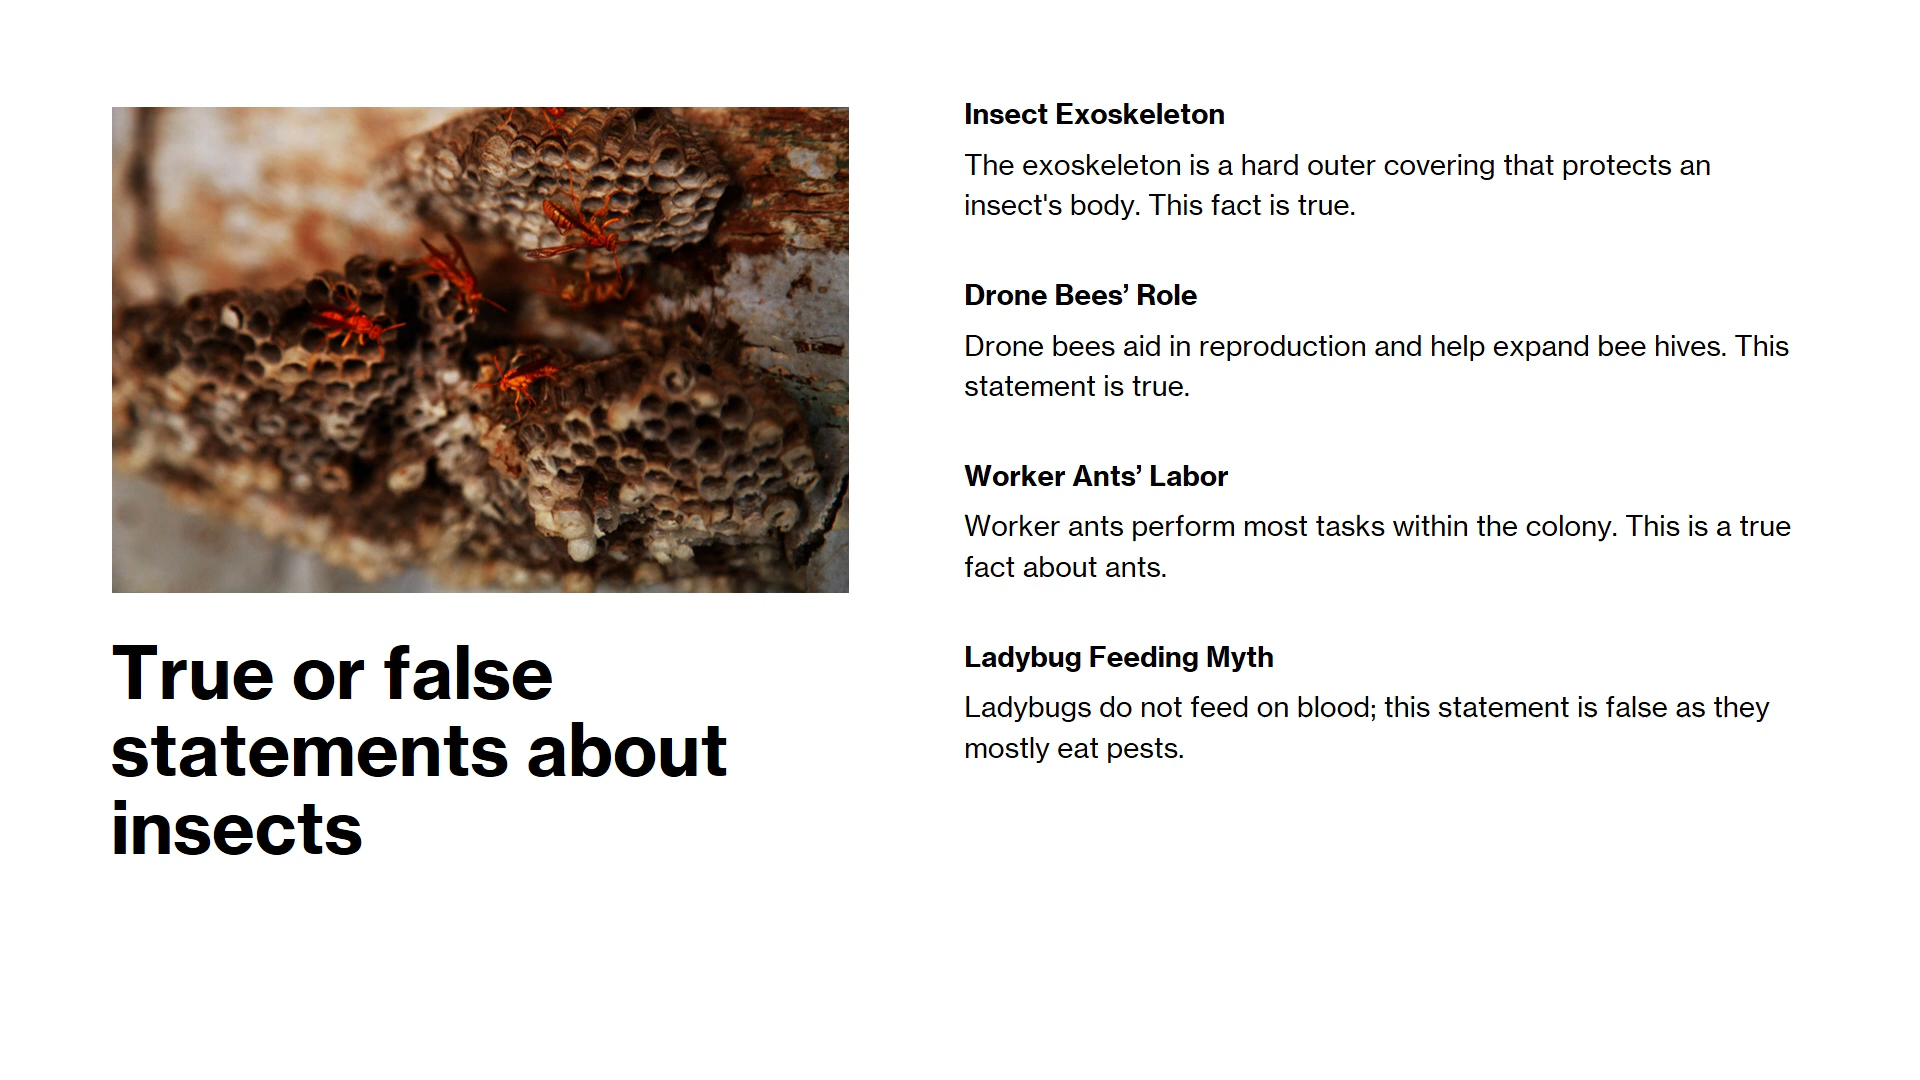 True or false
statements about
insects
Insect Exoskeleton
The exoskeleton is a hard outer covering that protects an
insect's body. This fact is true.
Drone Bees’ Role
Drone bees aid in reproduction and help expand bee hives. This
statement is true.
Worker Ants’ Labor
Worker ants perform most tasks within the colony. This is a true
fact about ants.
Ladybug Feeding Myth
Ladybugs do not feed on blood; this statement is false as they
mostly eat pests.